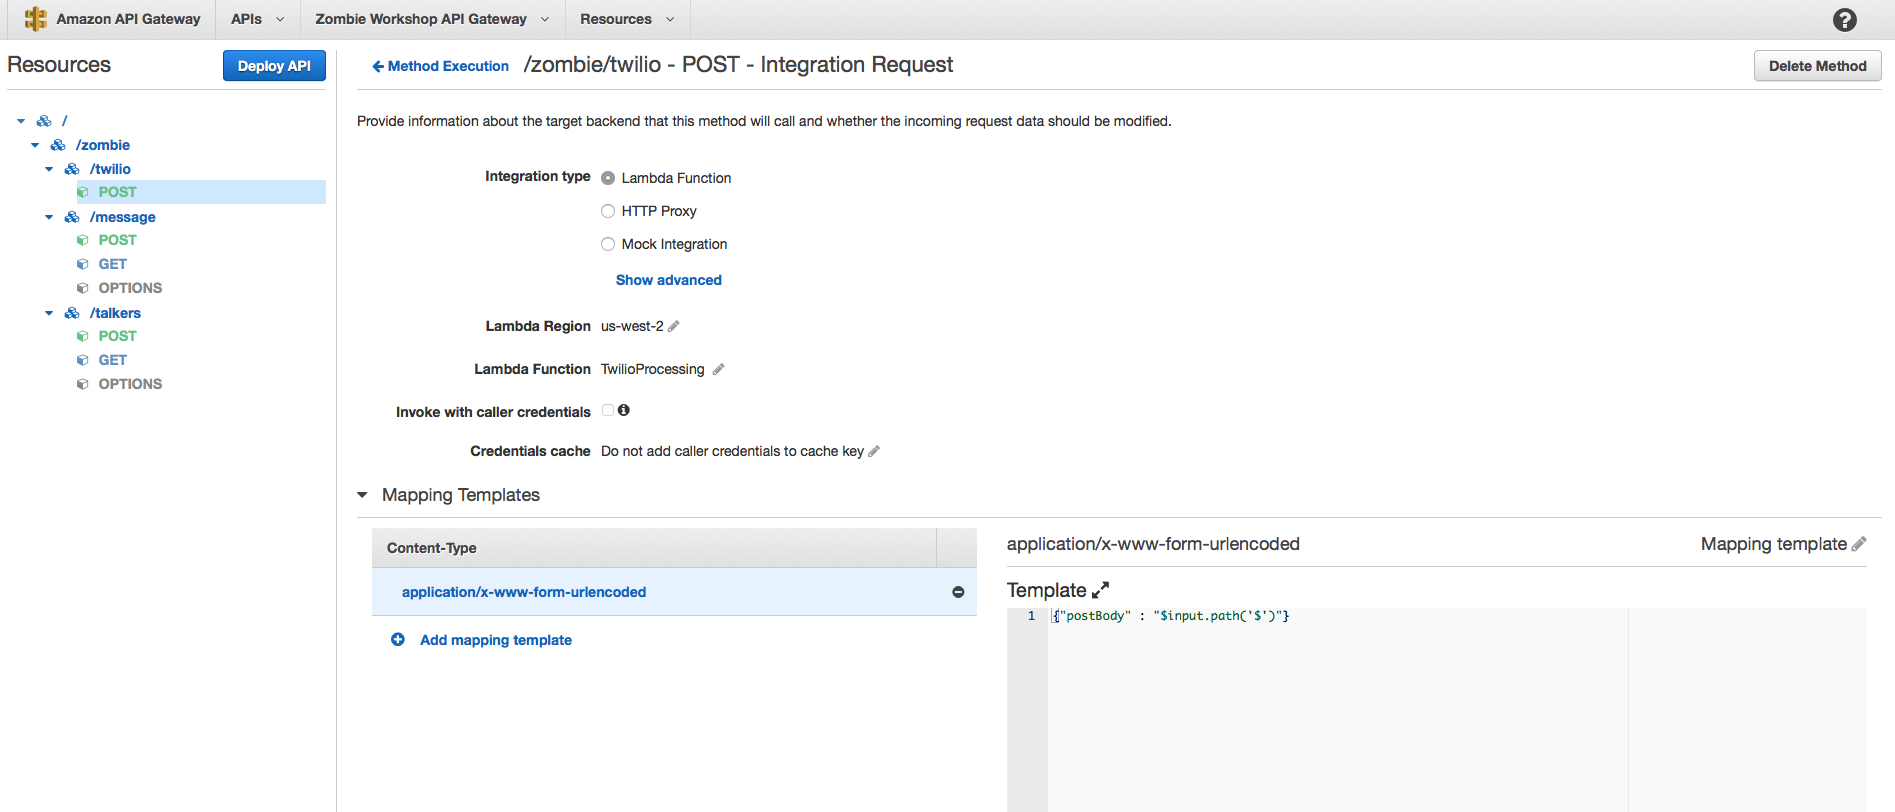 Amazon API Gateway APIs Zombie Workshop API Gateway Resources ?
Resources Deploy API
/
/zombie
/twilio
POST
/message
POST
GET
OPTIONS
/talkers
POST
GET
OPTIONS
Method Execution /zombie/twilio - POST - Integration Request Delete Method
Provide information about the target backend that this method will call and whether the incoming request data should be modified.
Integration type Lambda Function
HTTP Proxy
Mock Integration
Show advanced
Lambda Region us-west-2
Lambda Function TwilioProcessing
Invoke with caller credentials
Credentials cache Do not add caller credentials to cache key
Mapping Templates
Content-Type
application/x-www-form-urlencoded
Add mapping template
application/x-www-form-urlencoded Mapping template
Template
1 {"postBody" : "$input.path('$')"}